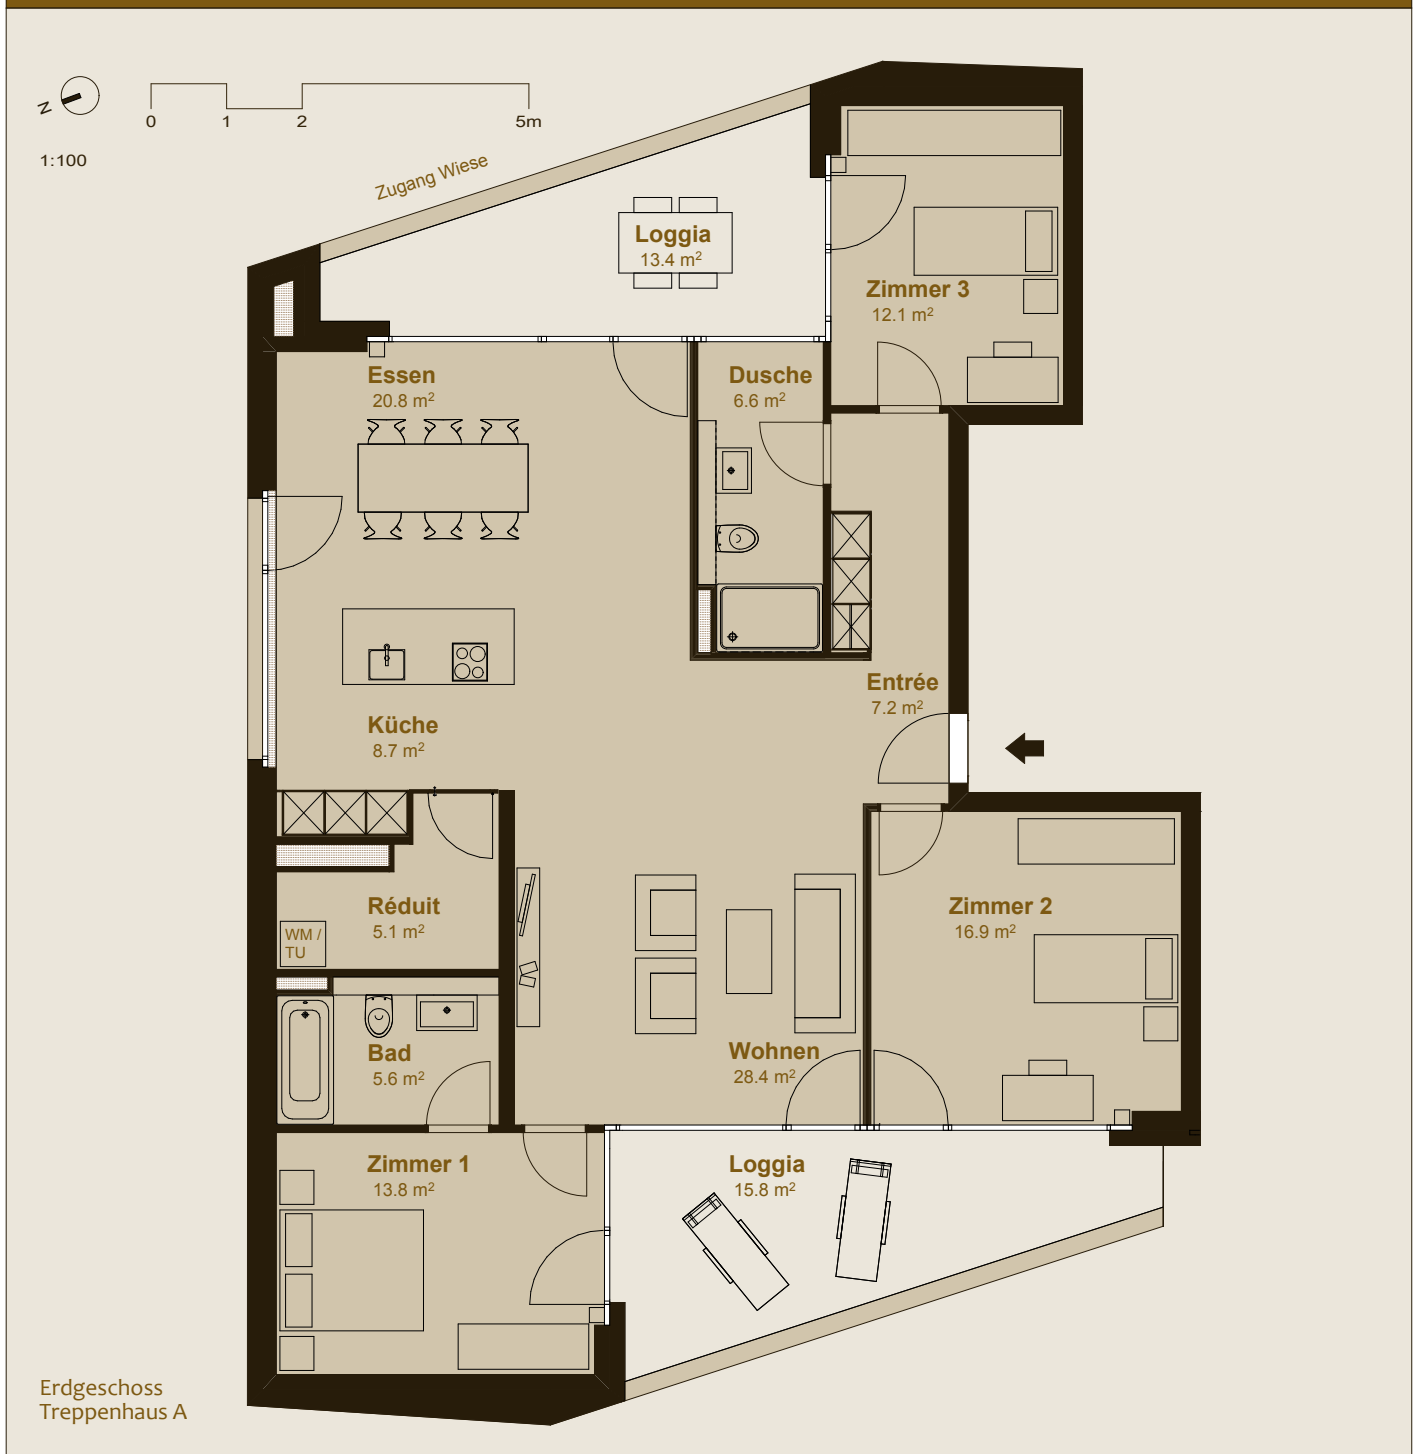 N
0 1 2 5m
1:100
Zugang Wiese
Loggia
13.4 m²
Zimmer 3
12.1 m²
Essen
20.8 m²
Dusche
6.6 m²
Entrée
7.2 m²
Küche
8.7 m²
Réduit
5.1 m²
WM /
TU
Zimmer 2
16.9 m²
Bad
5.6 m²
Wohnen
28.4 m²
Zimmer 1
13.8 m²
Loggia
15.8 m²
Erdgeschoss
Treppenhaus A